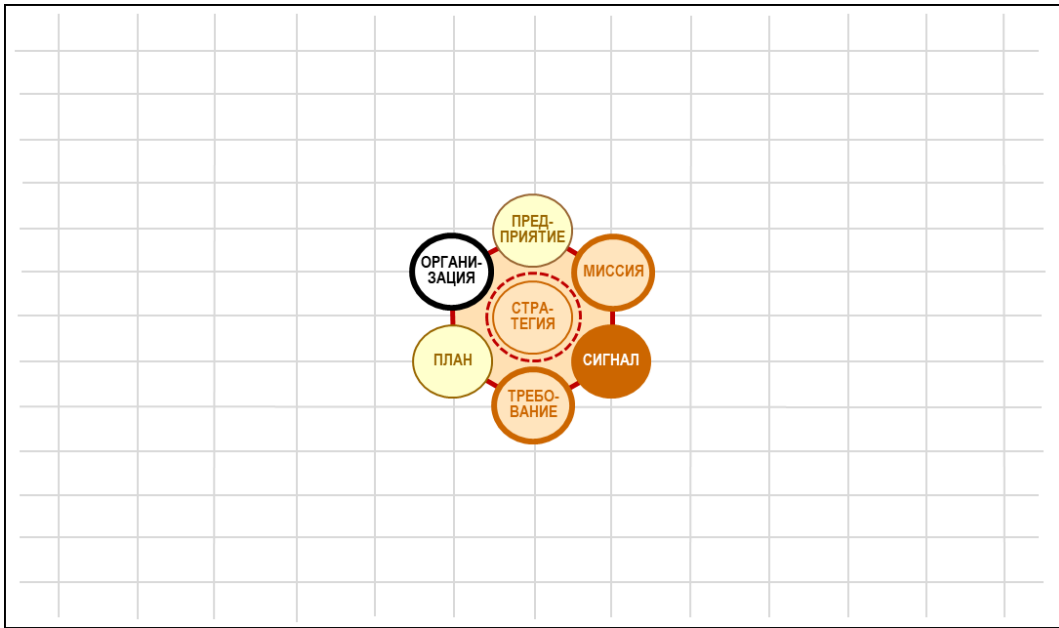 ПРЕД-
ПРИЯТИЕ
ОРГАНИ-
ЗАЦИЯ
МИССИЯ
СТРА-
ТЕГИЯ
ПЛАН
СИГНАЛ
ТРЕБО-
ВАНИЕ